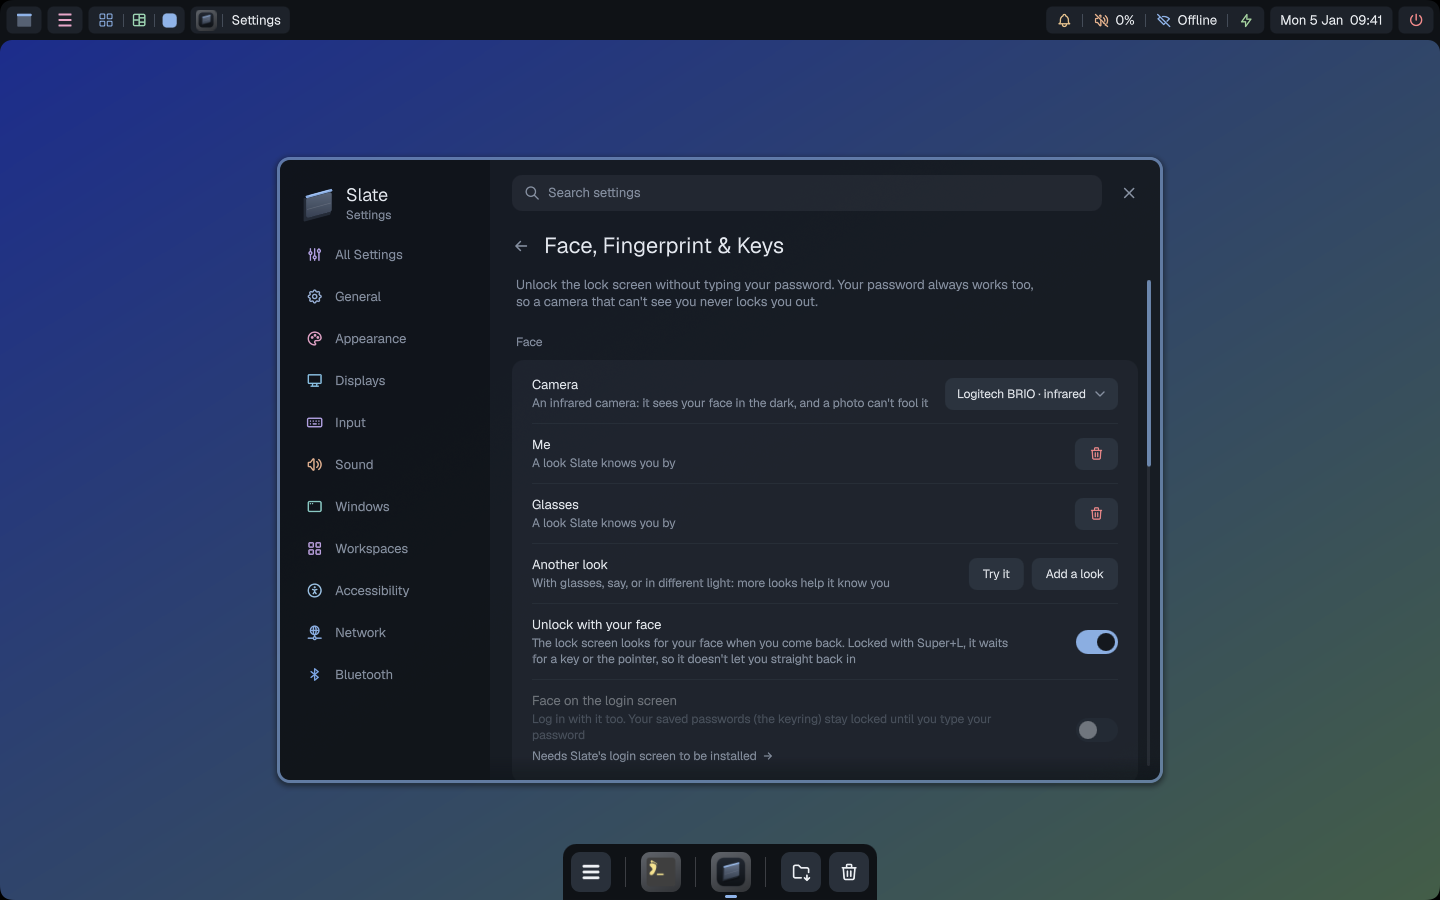 Settings
0%
Offline
Mon 5 Jan 09:41
Slate
Settings
All Settings
General
Appearance
Displays
Input
Sound
Windows
Workspaces
Accessibility
Network
Bluetooth
Search settings
Face, Fingerprint & Keys
Unlock the lock screen without typing your password. Your password always works too,
so a camera that can't see you never locks you out.
Face
Camera
An infrared camera: it sees your face in the dark, and a photo can't fool it
Logitech BRIO · infrared
Me
A look Slate knows you by
Glasses
A look Slate knows you by
Another look
With glasses, say, or in different light: more looks help it know you
Try it
Add a look
Unlock with your face
The lock screen looks for your face when you come back. Locked with Super+L, it waits
for a key or the pointer, so it doesn't let you straight back in
Face on the login screen
Log in with it too. Your saved passwords (the keyring) stay locked until you type your
password
Needs Slate's login screen to be installed →